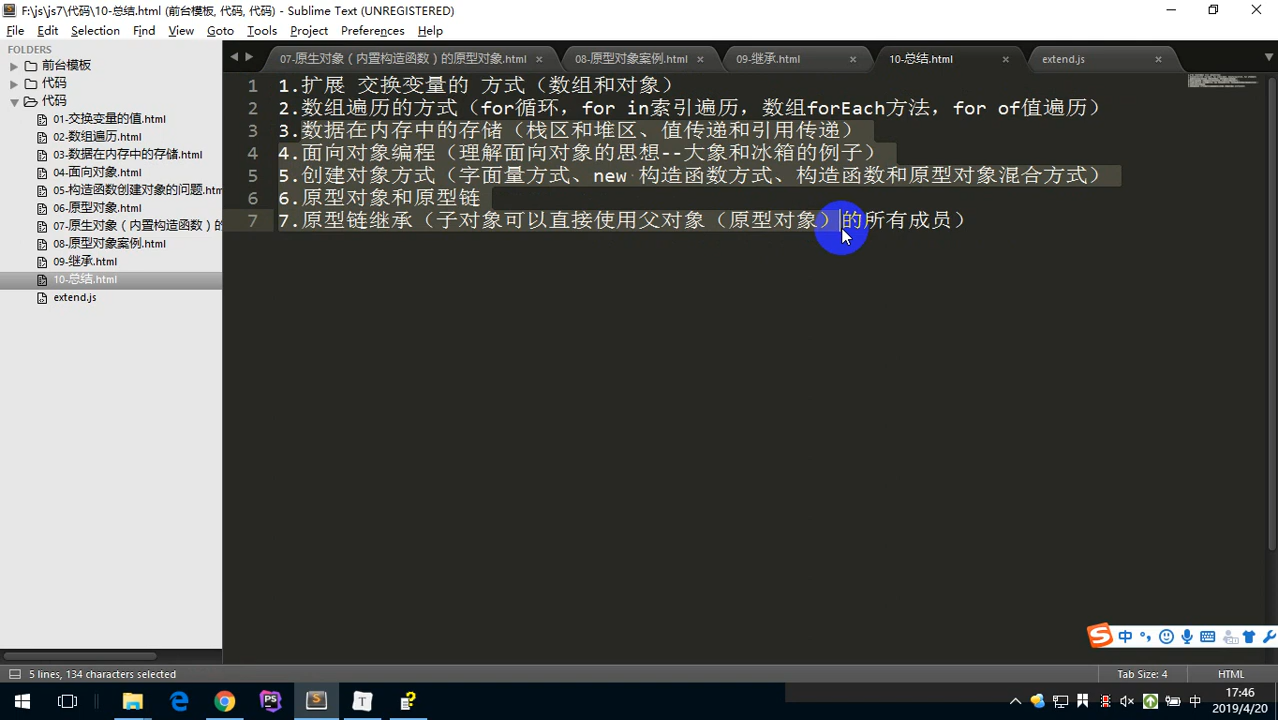 F:\js\js7\代码\10-总结.html (前台模板, 代码, 代码) - Sublime Text (UNREGISTERED)
File Edit Selection Find View Goto Tools Project Preferences Help
FOLDERS
前台模板
代码
代码
01-交换变量的值.html
02-数组遍历.html
03-数据在内存中的存储.html
04-面向对象.html
05-构造函数创建对象的问题.htm
06-原型对象.html
07-原生对象（内置构造函数）的原
08-原型对象案例.html
09-继承.html
10-总结.html
extend.js
07-原生对象（内置构造函数）的原型对象.html 08-原型对象案例.html 09-继承.html 10-总结.html extend.js
1 1.扩展 交换变量的 方式（数组和对象）
2 2.数组遍历的方式（for循环，for in索引遍历，数组forEach方法，for of值遍历）
3 3.数据在内存中的存储（栈区和堆区、值传递和引用传递）
4 4.面向对象编程（理解面向对象的思想--大象和冰箱的例子）
5 5.创建对象方式（字面量方式、new 构造函数方式、构造函数和原型对象混合方式）
6 6.原型对象和原型链
7 7.原型链继承（子对象可以直接使用父对象（原型对象）的所有成员）
中
5 lines, 134 characters selected Tab Size: 4 HTML
中 17:46
2019/4/20